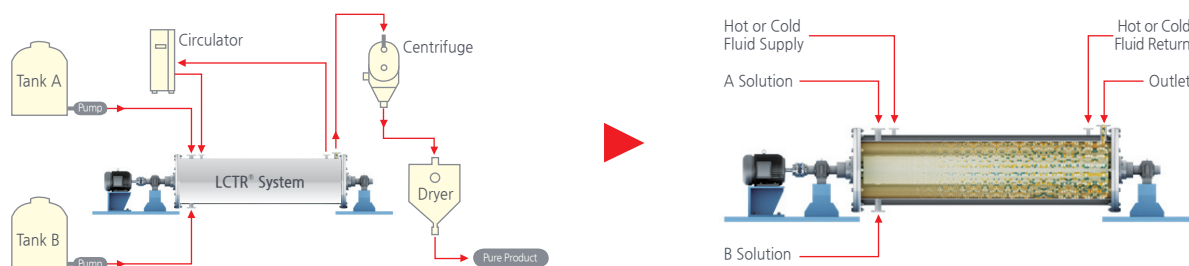 Circulator
Centrifuge
Tank A
Pump
LCTR® System
Dryer
Tank B
Pump
Pure Product
Hot or Cold
Fluid Supply
Hot or Cold
Fluid Return
A Solution
Outlet
B Solution